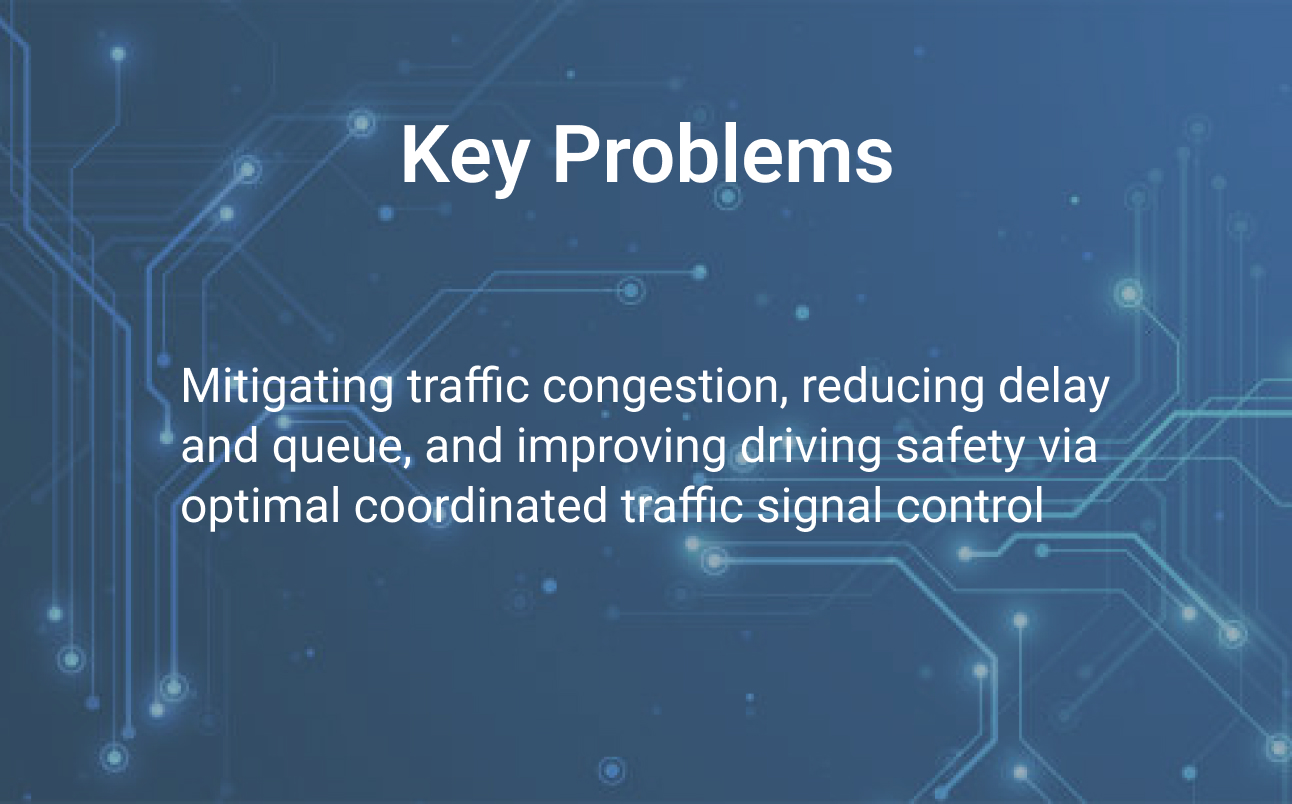 Key Problems
Mitigating traffic congestion, reducing delay
and queue, and improving driving safety via
optimal coordinated traffic signal control